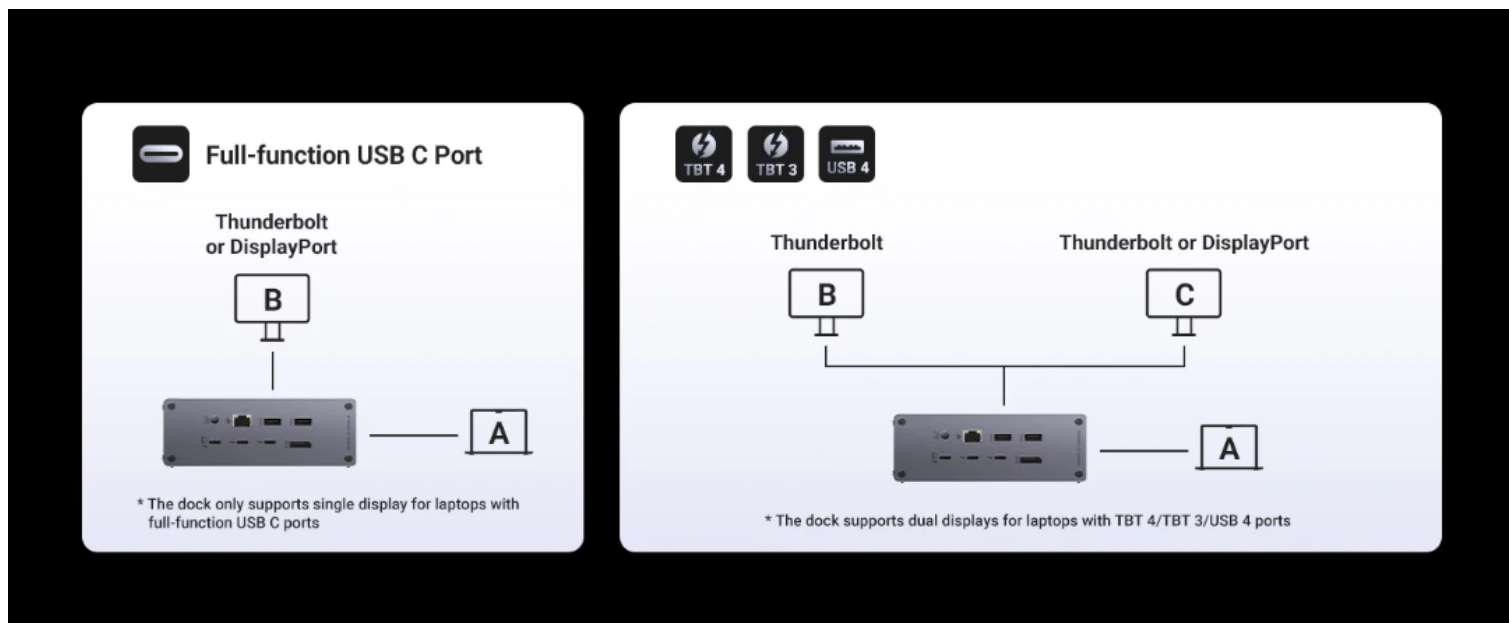 Full-function USB C Port
Thunderbolt
or DisplayPort
B
A
* The dock only supports single display for laptops with
full-function USB C ports
TBT 4
TBT 3
USB 4
Thunderbolt
Thunderbolt or DisplayPort
B
C
A
* The dock supports dual displays for laptops with TBT 4/TBT 3/USB 4 ports